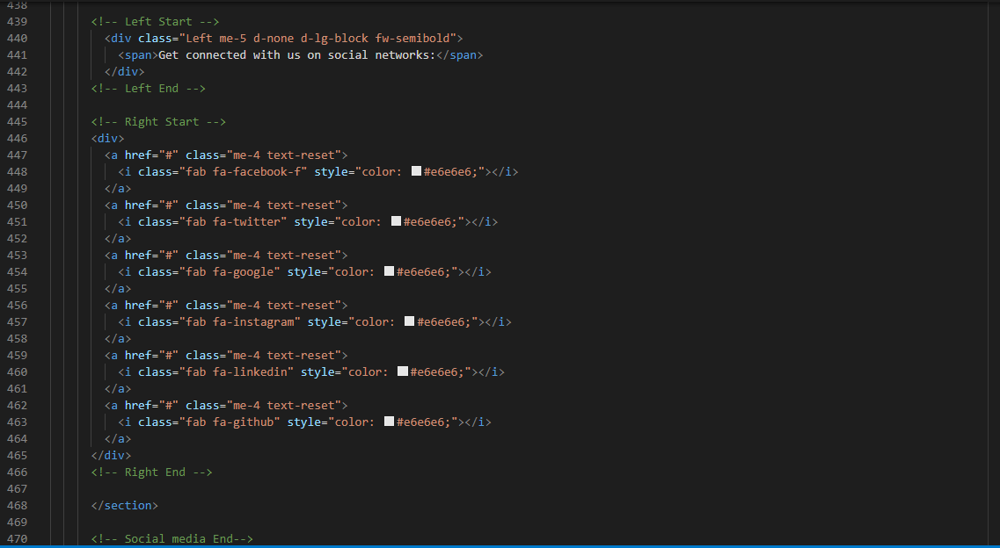 438
439 <!-- Left Start -->
440 <div class="Left me-5 d-none d-lg-block fw-semibold">
441 <span>Get connected with us on social networks:</span>
442 </div>
443 <!-- Left End -->
444
445 <!-- Right Start -->
446 <div>
447 <a href="#" class="me-4 text-reset">
448 <i class="fab fa-facebook-f" style="color: #e6e6e6;"></i>
449 </a>
450 <a href="#" class="me-4 text-reset">
451 <i class="fab fa-twitter" style="color: #e6e6e6;"></i>
452 </a>
453 <a href="#" class="me-4 text-reset">
454 <i class="fab fa-google" style="color: #e6e6e6;"></i>
455 </a>
456 <a href="#" class="me-4 text-reset">
457 <i class="fab fa-instagram" style="color: #e6e6e6;"></i>
458 </a>
459 <a href="#" class="me-4 text-reset">
460 <i class="fab fa-linkedin" style="color: #e6e6e6;"></i>
461 </a>
462 <a href="#" class="me-4 text-reset">
463 <i class="fab fa-github" style="color: #e6e6e6;"></i>
464 </a>
465 </div>
466 <!-- Right End -->
467
468 </section>
469
470 <!-- Social media End-->